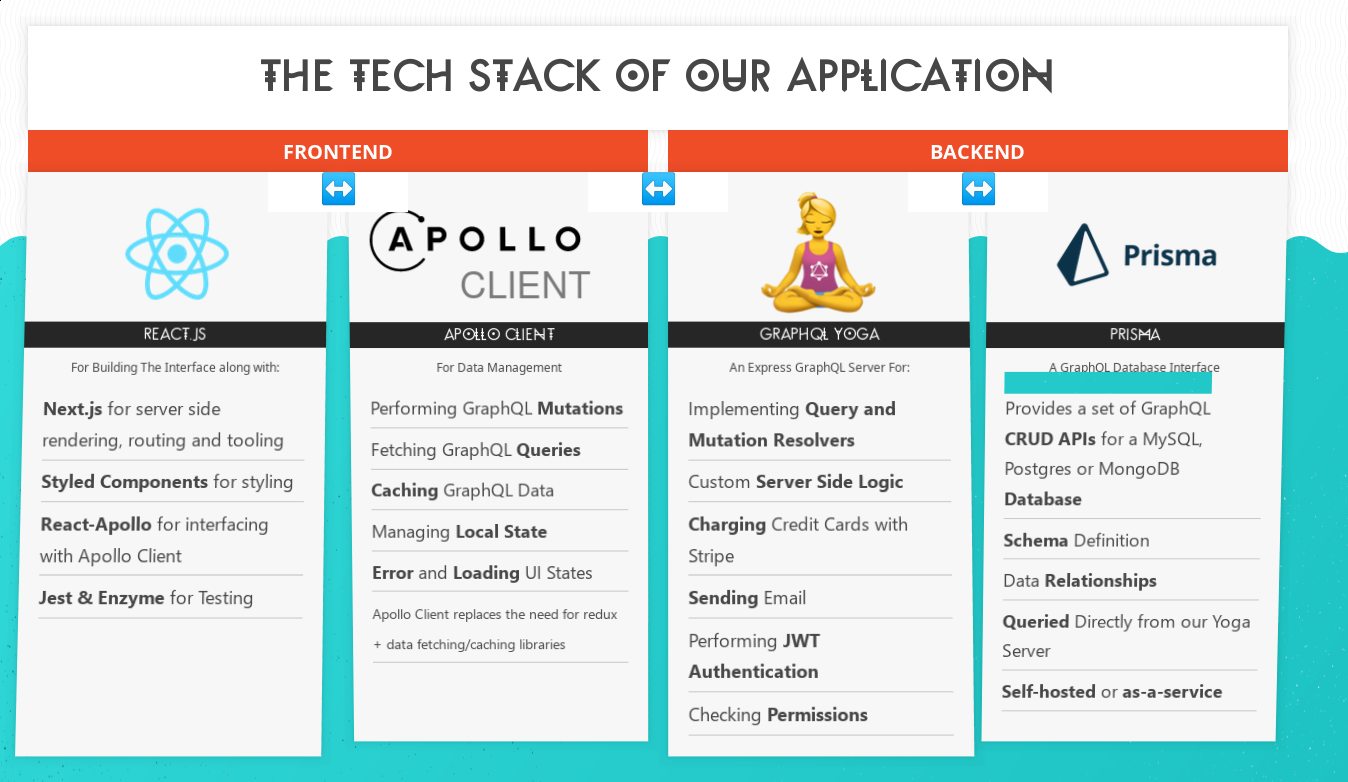 THE TECH STACK OF OUR APPLICATION
FRONTEND
BACKEND
APOLLO
CLIENT
Prisma
REACT.JS
For Building The Interface along with:
Next.js for server side
rendering, routing and tooling
Styled Components for styling
React-Apollo for interfacing
with Apollo Client
Jest & Enzyme for Testing
APOLLO CLIENT
For Data Management
Performing GraphQL Mutations
Fetching GraphQL Queries
Caching GraphQL Data
Managing Local State
Error and Loading UI States
Apollo Client replaces the need for redux
+ data fetching/caching libraries
GRAPHQL YOGA
An Express GraphQL Server For:
Implementing Query and
Mutation Resolvers
Custom Server Side Logic
Charging Credit Cards with
Stripe
Sending Email
Performing JWT
Authentication
Checking Permissions
PRISMA
A GraphQL Database Interface
Provides a set of GraphQL
CRUD APIs for a MySQL,
Postgres or MongoDB
Database
Schema Definition
Data Relationships
Queried Directly from our Yoga
Server
Self-hosted or as-a-service